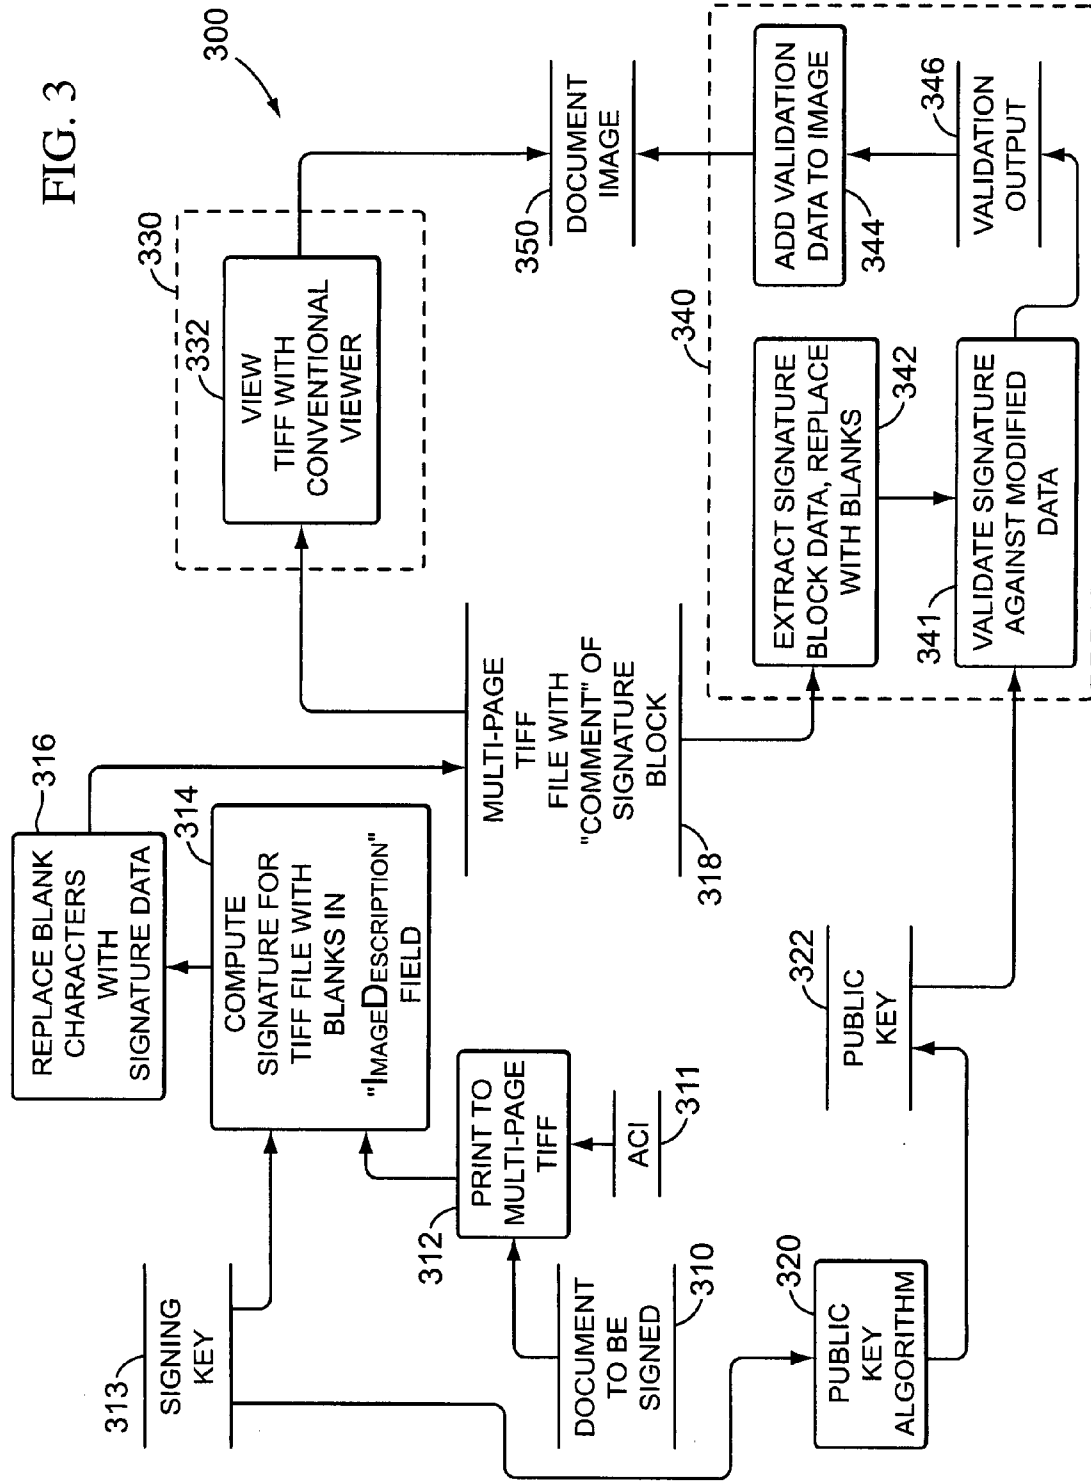 FIG. 3
300
313
SIGNING
KEY
316
REPLACE BLANK
CHARACTERS
WITH
SIGNATURE DATA
314
COMPUTE
SIGNATURE FOR
TIFF FILE WITH
BLANKS IN
"IMAGEDESCRIPTION"
FIELD
312
PRINT TO
MULTI-PAGE
TIFF
ACI
311
DOCUMENT
TO BE
SIGNED
310
PUBLIC
KEY
ALGORITHM
320
PUBLIC
KEY
322
MULTI-PAGE
TIFF
FILE WITH
"COMMENT" OF
SIGNATURE
BLOCK
318
330
332
VIEW
TIFF WITH
CONVENTIONAL
VIEWER
350
DOCUMENT
IMAGE
340
EXTRACT SIGNATURE
BLOCK DATA, REPLACE
WITH BLANKS
342
341
VALIDATE SIGNATURE
AGAINST MODIFIED
DATA
ADD VALIDATION
DATA TO IMAGE
344
346
VALIDATION
OUTPUT